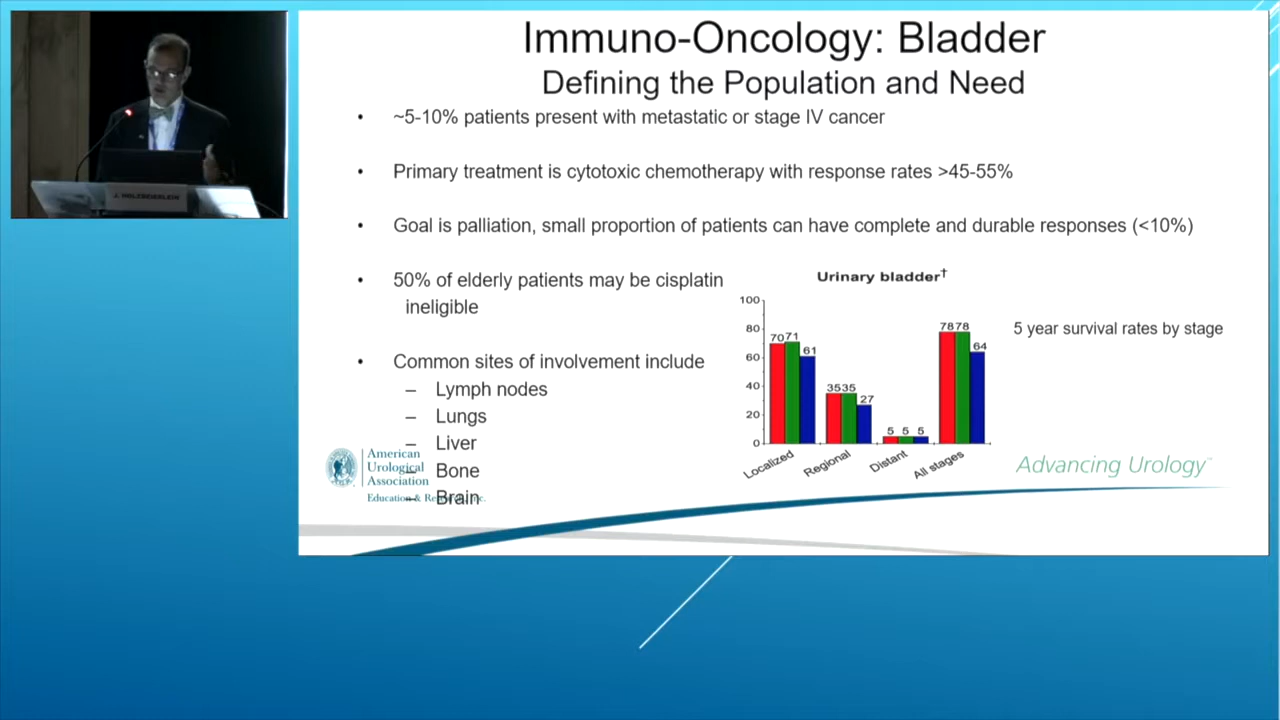 Immuno-Oncology: Bladder
Defining the Population and Need
• ~5-10% patients present with metastatic or stage IV cancer
• Primary treatment is cytotoxic chemotherapy with response rates >45-55%
• Goal is palliation, small proportion of patients can have complete and durable responses (<10%)
• 50% of elderly patients may be cisplatin
ineligible
• Common sites of involvement include
– Lymph nodes
– Lungs
– Liver
– Bone
– Brain
Urinary bladder†
100
80
60
40
20
0
70 71 61
35 35 27
5 5 5
78 78 64
Localized
Regional
Distant
All stages
5 year survival rates by stage
American
Urological
Association
Education & Research, Inc.
Advancing Urology™
J. HOLZBEIERLEIN